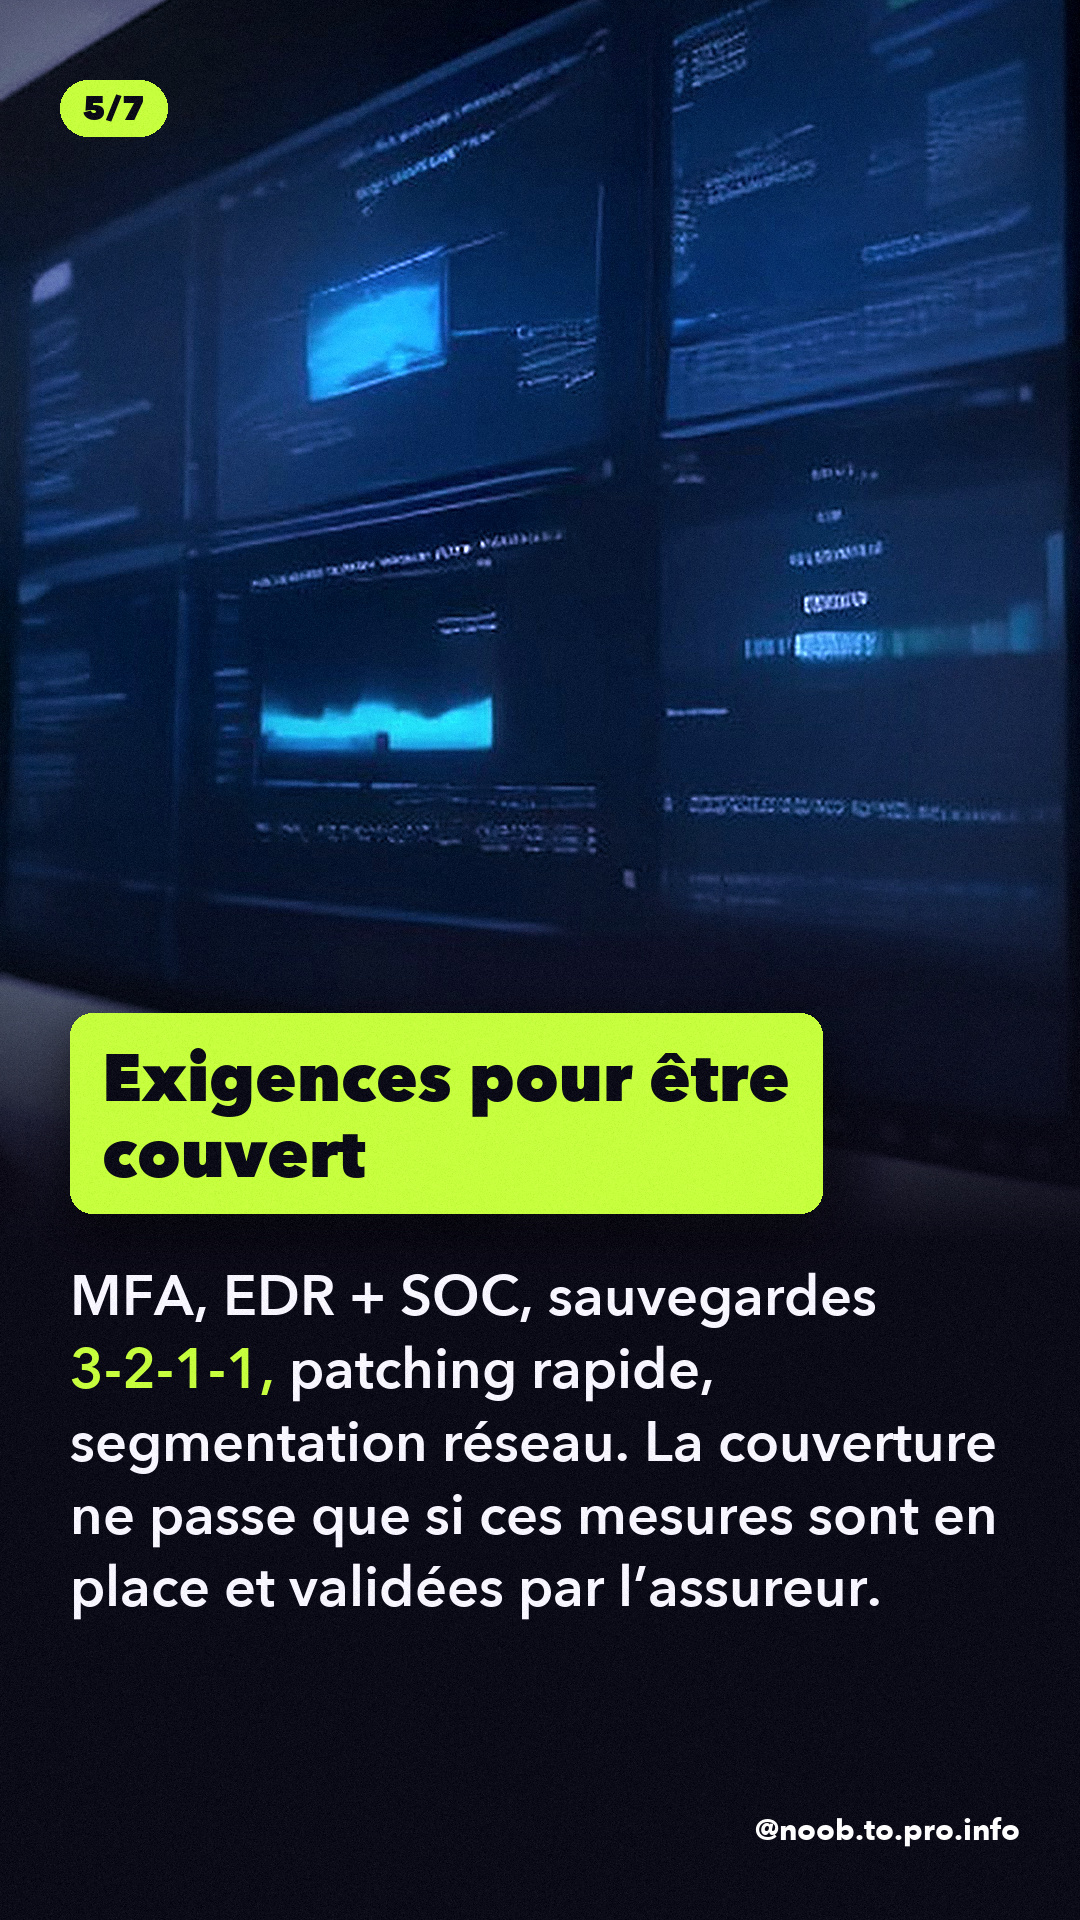 5/7
Exigences pour être
couvert
MFA, EDR + SOC, sauvegardes
3-2-1-1, patching rapide,
segmentation réseau. La couverture
ne passe que si ces mesures sont en
place et validées par l’assureur.
@noob.to.pro.info